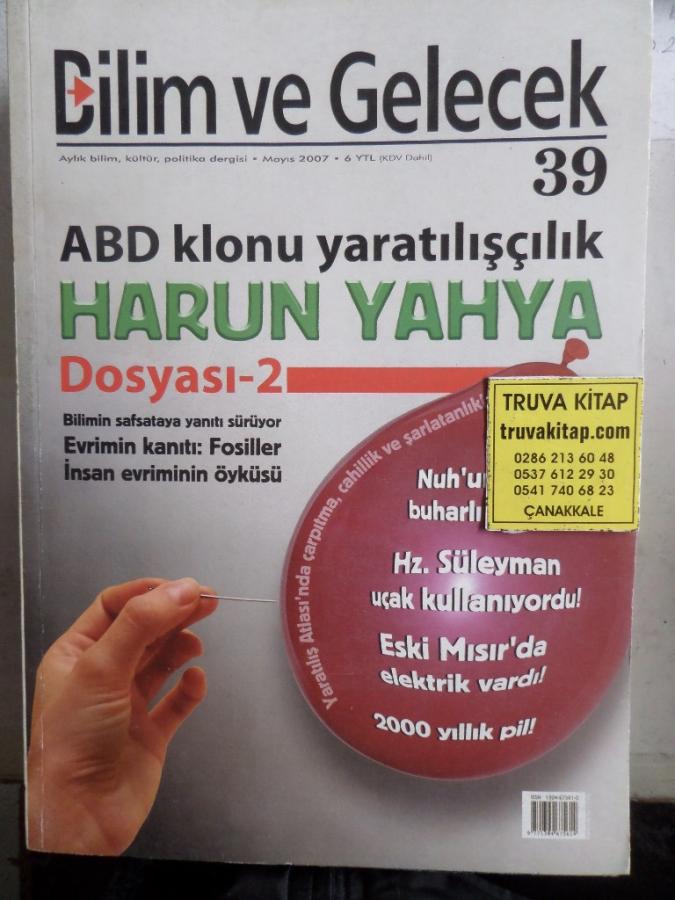 Bilim ve Gelecek
Aylık bilim, kültür, politika dergisi • Mayıs 2007 • 6 YTL (KDV Dahil)
39
ABD klonu yaratılışçılık
HARUN YAHYA
Dosyası-2
Bilimin safsataya yanıtı sürüyor
Evrimin kanıtı: Fosiller
İnsan evriminin öyküsü
Yaratılış Atlası'nda çarpıtma, cahillik ve şarlatanlık
TRUVA KİTAP
truvakitap.com
0286 213 60 48
0537 612 29 30
0541 740 68 23
ÇANAKKALE
Hz. Süleyman
uçak kullanıyordu!
Eski Mısır'da
elektrik vardı!
2000 yıllık pil!